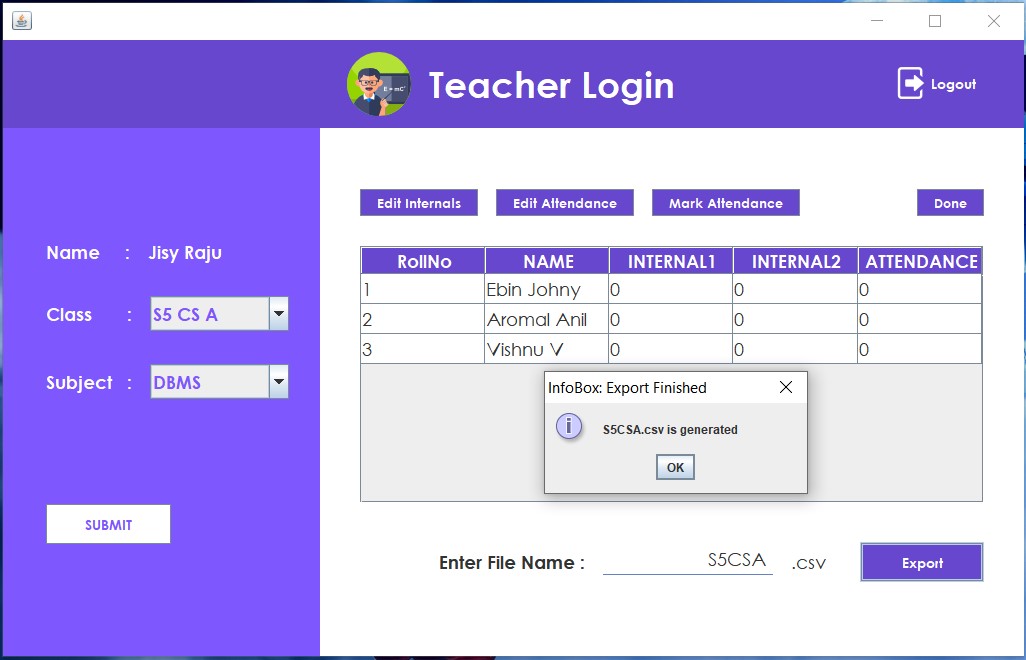 Teacher Login
E = mc²
Logout
Edit Internals Edit Attendance Mark Attendance Done
Name : Jisy Raju
Class : S5 CS A
Subject : DBMS
SUBMIT
RollNo NAME INTERNAL1 INTERNAL2 ATTENDANCE
1 Ebin Johny 0 0 0
2 Aromal Anil 0 0 0
3 Vishnu V 0 0 0
InfoBox: Export Finished
S5CSA.csv is generated
OK
Enter File Name : S5CSA .csv Export